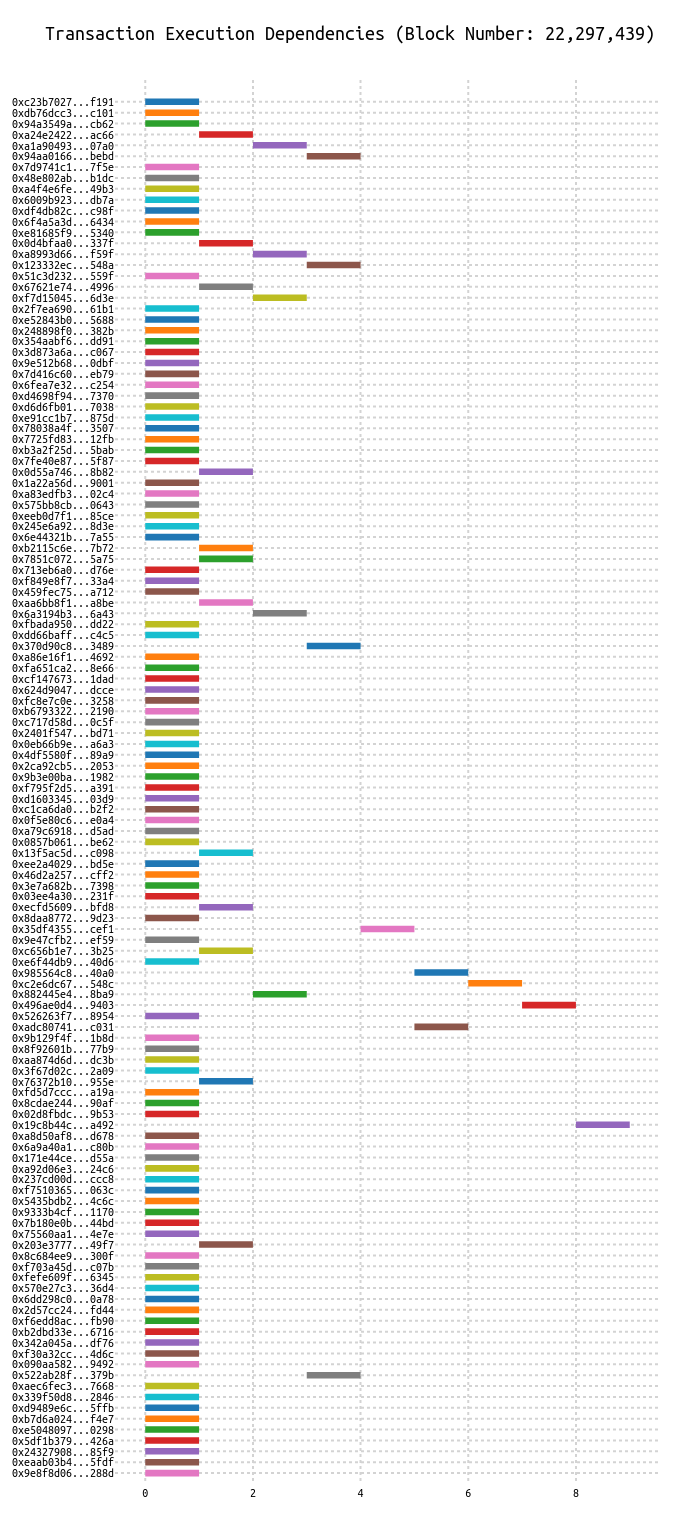 Transaction Execution Dependencies (Block Number: 22,297,439)
0xc23b7027...f191
0xdb76dcc3...c101
0x94a3549a...cb62
0xa24e2422...ac66
0xa1a90493...07a0
0x94aa0166...bebd
0x7d9741c1...7f5e
0x48e802ab...b1dc
0xa4f4e6fe...49b3
0x6009b923...db7a
0xdf4db82c...c98f
0x6f4a5a3d...6434
0xe81685f9...5340
0x0d4bfaa0...337f
0xa8993d66...f59f
0x123332ec...548a
0x51c3d232...559f
0x67621e74...4996
0xf7d15045...6d3e
0x2f7ea690...61b1
0xe52843b0...5688
0x248898f0...382b
0x354aabf6...dd91
0x3d873a6a...c067
0x9e512b68...0dbf
0x7d416c60...eb79
0x6fea7e32...c254
0xd4698f94...7370
0xd6d6fb01...7038
0xe91cc1b7...875d
0x78038a4f...3507
0x7725fd83...12fb
0xb3a2f25d...5bab
0x7fe40e87...5f87
0x0d55a746...8b82
0x1a22a56d...9001
0xa83edfb3...02c4
0x575bb8cb...0643
0xeeb0d7f1...85ce
0x245e6a92...8d3e
0x6e44321b...7a55
0xb2115c6e...7b72
0x7851c072...5a75
0x713eb6a0...d76e
0xf849e8f7...33a4
0x459fec75...a712
0xaa6bb8f1...a8be
0x6a3194b3...6a43
0xfbada950...dd22
0xdd66baff...c4c5
0x370d90c8...3489
0xa86e16f1...4692
0xfa651ca2...8e66
0xcf147673...1dad
0x624d9047...dcce
0xfc8e7c0e...3258
0xb6793322...2190
0xc717d58d...0c5f
0x2401f547...bd71
0x0eb66b9e...a6a3
0x4df5580f...89a9
0x2ca92cb5...2053
0x9b3e00ba...1982
0xf795f2d5...a391
0xd1603345...03d9
0xc1ca6da0...b2f2
0x0f5e80c6...e0a4
0xa79c6918...d5ad
0x0857b061...be62
0x13f5ac5d...c098
0xee2a4029...bd5e
0x46d2a257...cff2
0x3e7a682b...7398
0x03ee4a30...231f
0xecfd5609...bfd8
0x8daa8772...9d23
0x35df4355...cef1
0x9e47cfb2...ef59
0xc656b1e7...3b25
0xe6f44db9...40d6
0x985564c8...40a0
0xc2e6dc67...548c
0x882445e4...8ba9
0x496ae0d4...9403
0x526263f7...8954
0xadc80741...c031
0x9b129f4f...1b8d
0x8f92601b...77b9
0xaa874d6d...dc3b
0x3f67d02c...2a09
0x76372b10...955e
0xfd5d7ccc...a19a
0x8cdae244...90af
0x02d8fbdc...9b53
0x19c8b44c...a492
0xa8d50af8...d678
0x6a9a40a1...c80b
0x171e44ce...d55a
0xa92d06e3...24c6
0x237cd00d...ccc8
0xf7510365...063c
0x5435bdb2...4c6c
0x9333b4cf...1170
0x7b180e0b...44bd
0x75560aa1...4e7e
0x203e3777...49f7
0x8c684ee9...300f
0xf703a45d...c07b
0xfefe609f...6345
0x570e27c3...36d4
0x6dd298c0...0a78
0x2d57cc24...fd44
0xf6edd8ac...fb90
0xb2dbd33e...6716
0x342a045a...df76
0xf30a32cc...4d6c
0x090aa582...9492
0x522ab28f...379b
0xaec6fec3...7668
0x339f50d8...2846
0xd9489e6c...5ffb
0xb7d6a024...f4e7
0xe5048097...0298
0x5df1b379...426a
0x24327908...85f9
0xeaab03b4...5fdf
0x9e8f8d06...288d
0 2 4 6 8